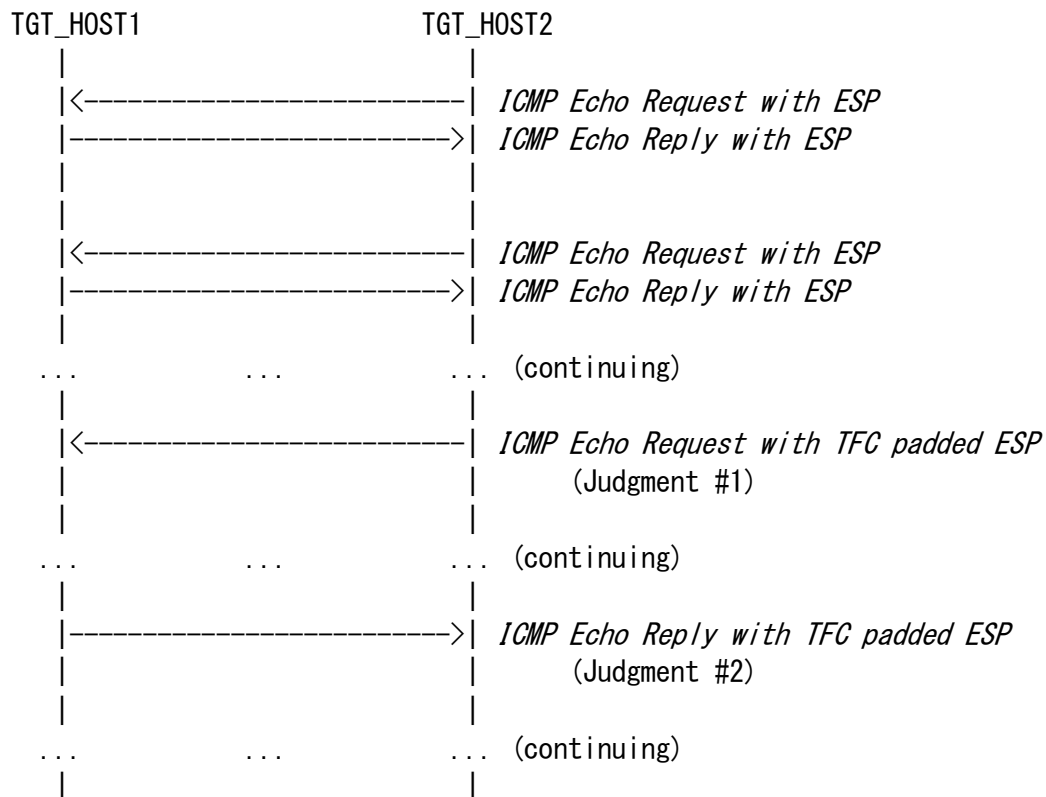 TGT_HOST1 TGT_HOST2
| |
|<--------------------------| ICMP Echo Request with ESP
|-------------------------->| ICMP Echo Reply with ESP
| |
| |
|<--------------------------| ICMP Echo Request with ESP
|-------------------------->| ICMP Echo Reply with ESP
| |
... ... ... (continuing)
| |
|<--------------------------| ICMP Echo Request with TFC padded ESP
| | (Judgment #1)
| |
... ... ... (continuing)
| |
|-------------------------->| ICMP Echo Reply with TFC padded ESP
| | (Judgment #2)
| |
... ... ... (continuing)
| |